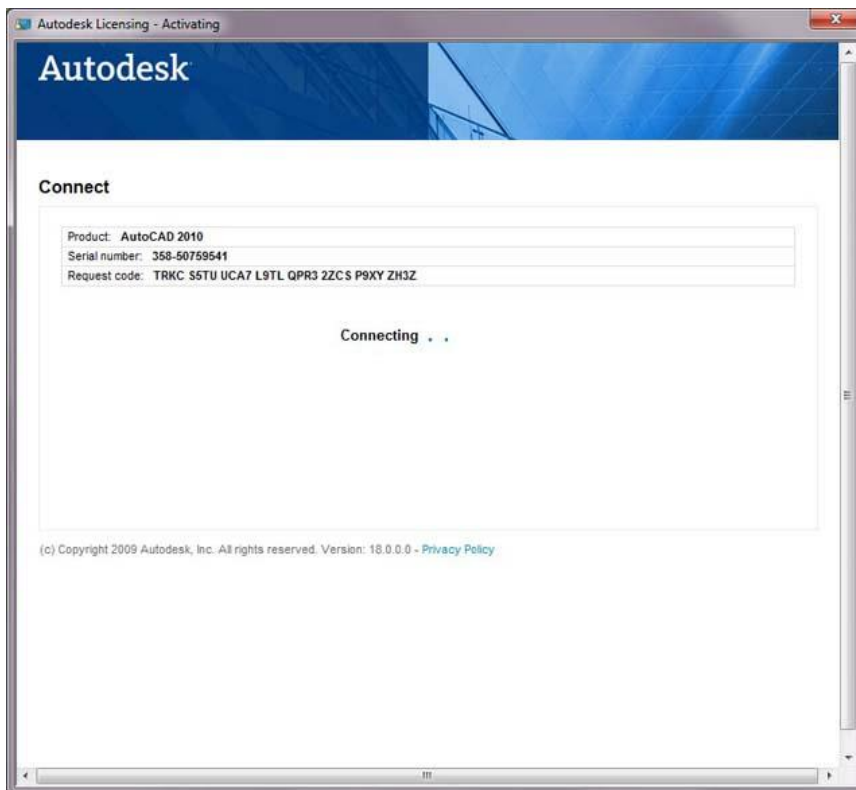 Autodesk Licensing - Activating
Autodesk
Connect
Product: AutoCAD 2010
Serial number: 358-50759541
Request code: TRKC S5TU UCA7 L9TL QPR3 2ZCS P9XY ZH3Z
Connecting . .
(c) Copyright 2009 Autodesk, Inc. All rights reserved. Version: 18.0.0.0 - Privacy Policy